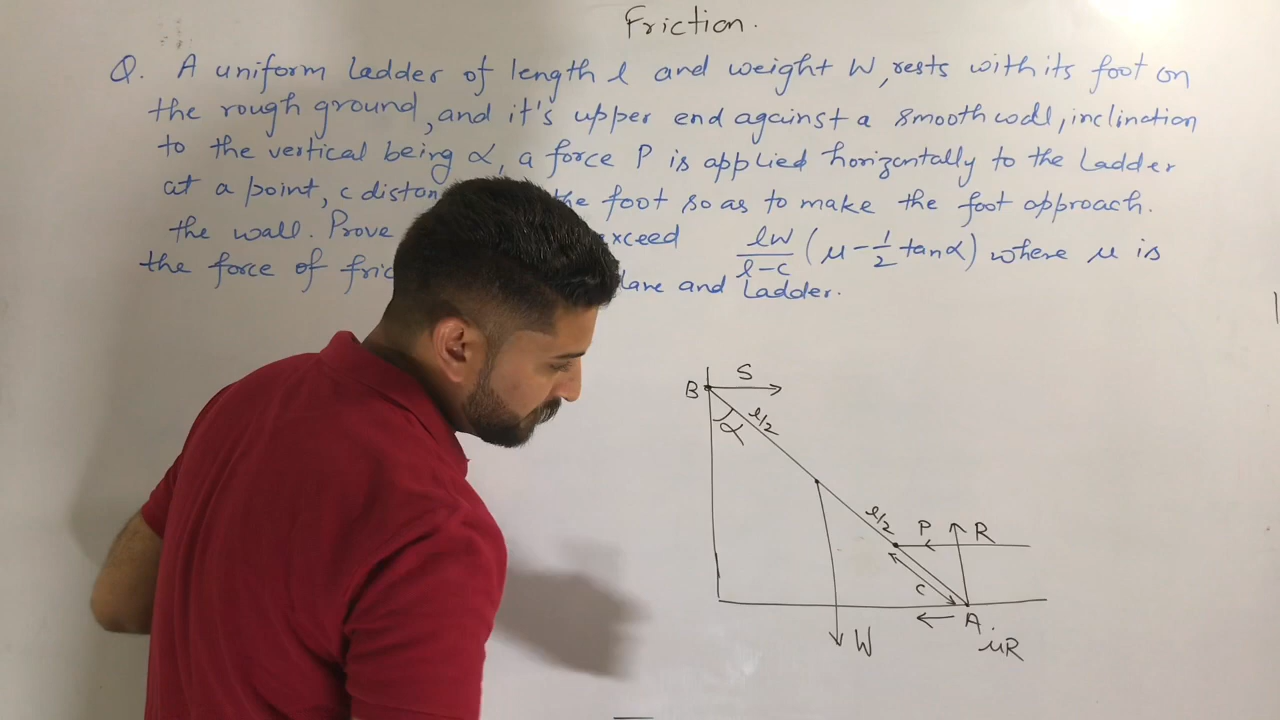 Friction.
Q. A uniform ladder of length l and weight W, rests with its foot on
the rough ground, and it's upper end against a smooth wall, inclination
to the vertical being α, a force P is applied horizontally to the Ladder
at a point, c distan the foot so as to make the foot approach.
the wall. Prove exceed lW/l-c (μ-1/2 tanα) where μ is
the force of fric lane and Ladder.
B S
α l/2
l/2 P R
c
A.
W μR